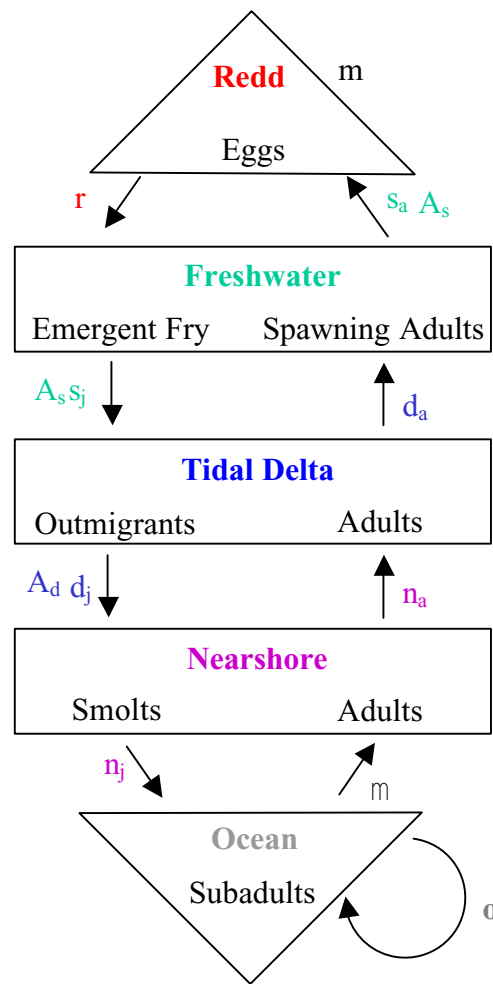 Redd
m
Eggs
r
sₐ Aₛ
Freshwater
Emergent Fry Spawning Adults
Aₛ sⱼ
dₐ
Tidal Delta
Outmigrants Adults
A_d dⱼ
nₐ
Nearshore
Smolts Adults
nⱼ
m
Ocean
Subadults
o